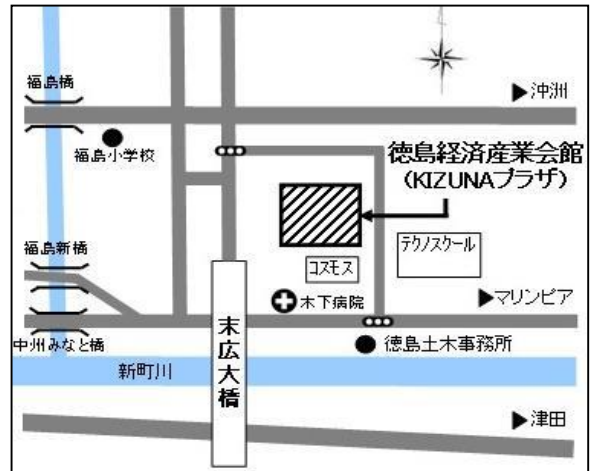 福島橋
▶沖洲
福島小学校
徳島経済産業会館
(KIZUNAプラザ)
福島新橋
テクノスクール
コスモス
木下病院
▶マリンピア
中州みなと橋
末広大橋
徳島土木事務所
新町川
▶津田